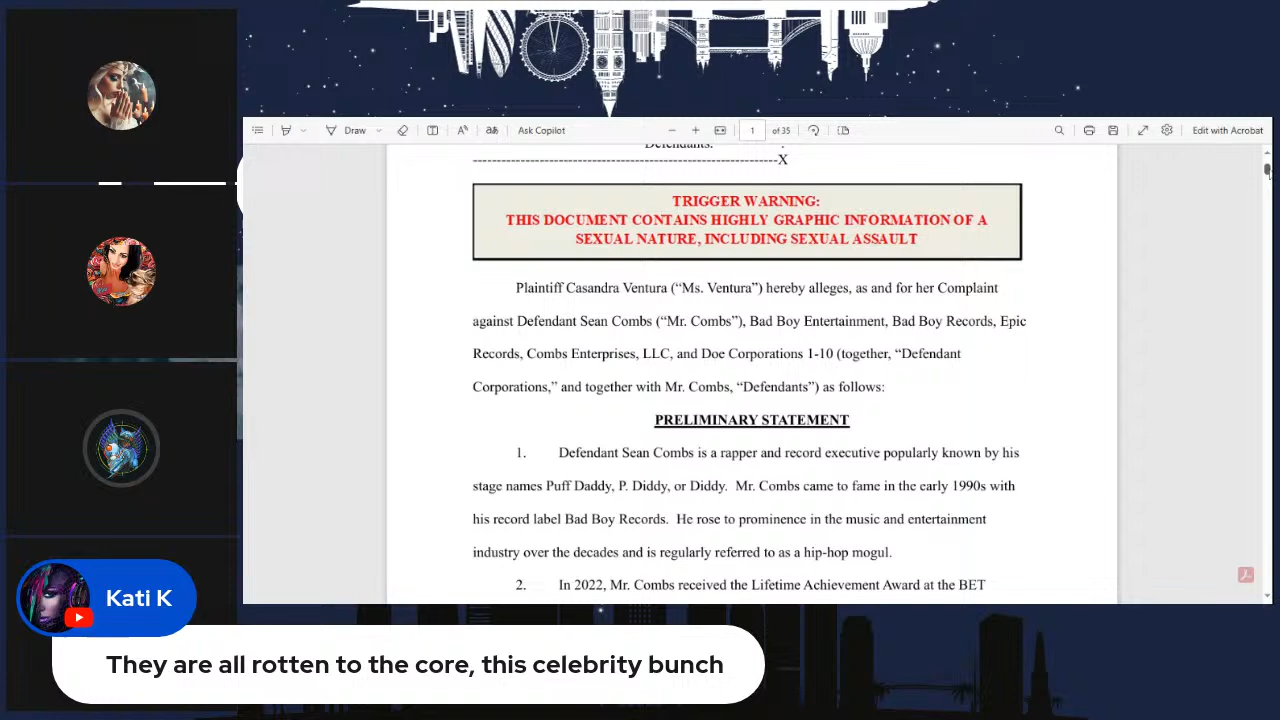 Draw
Ask Copilot
1 of 35
Edit with Acrobat
Defendants.
------------------------------------------------------------------X
TRIGGER WARNING:
THIS DOCUMENT CONTAINS HIGHLY GRAPHIC INFORMATION OF A
SEXUAL NATURE, INCLUDING SEXUAL ASSAULT
Plaintiff Casandra Ventura (“Ms. Ventura”) hereby alleges, as and for her Complaint
against Defendant Sean Combs (“Mr. Combs”), Bad Boy Entertainment, Bad Boy Records, Epic
Records, Combs Enterprises, LLC, and Doe Corporations 1-10 (together, “Defendant
Corporations,” and together with Mr. Combs, “Defendants”) as follows:
PRELIMINARY STATEMENT
1. Defendant Sean Combs is a rapper and record executive popularly known by his
stage names Puff Daddy, P. Diddy, or Diddy. Mr. Combs came to fame in the early 1990s with
his record label Bad Boy Records. He rose to prominence in the music and entertainment
industry over the decades and is regularly referred to as a hip-hop mogul.
2. In 2022, Mr. Combs received the Lifetime Achievement Award at the BET
Kati K
They are all rotten to the core, this celebrity bunch